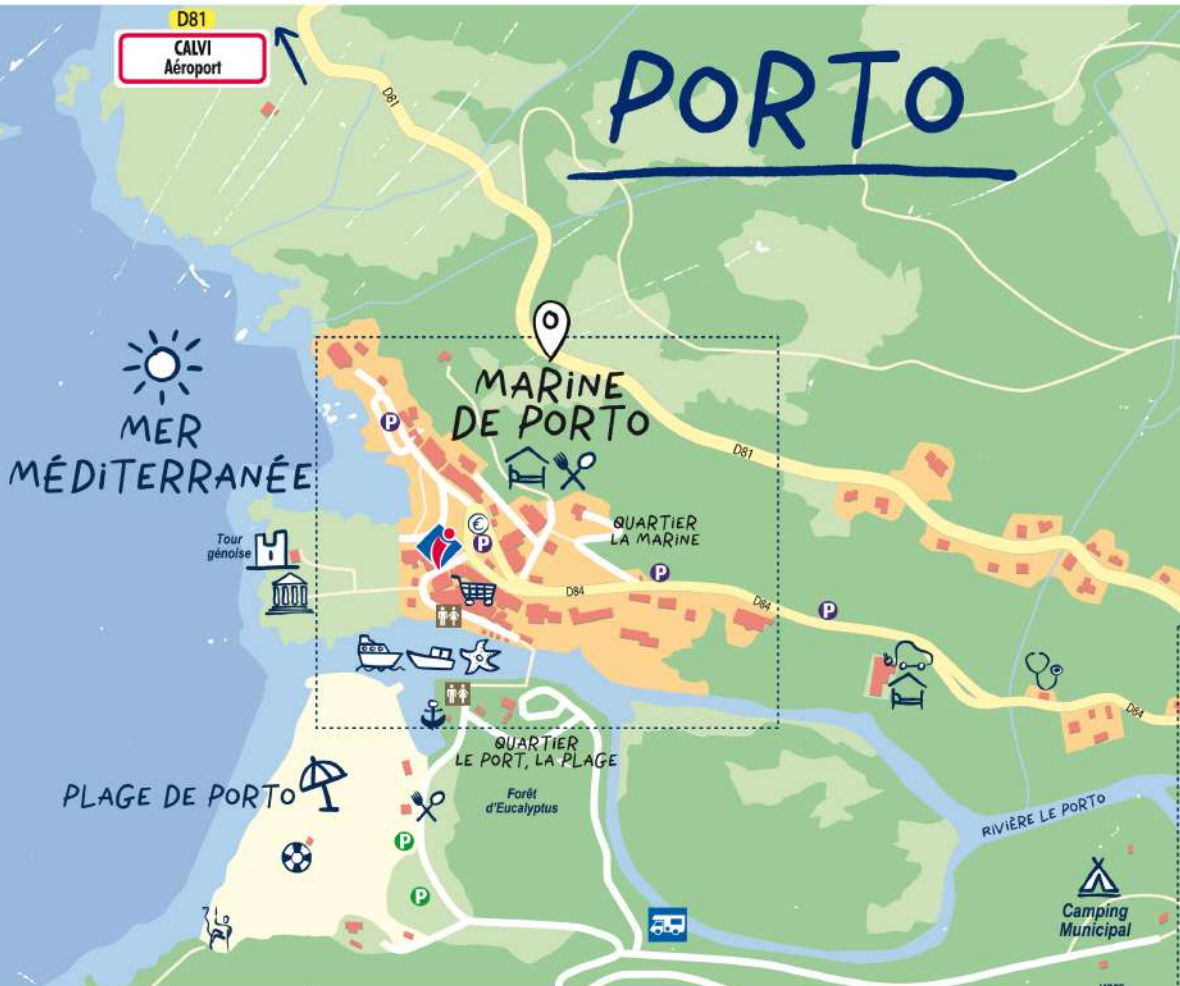 D81
CALVI
Aéroport
D81
PORTO
MARINE
DE PORTO
MER
MÉDITERRANÉE
D81
P
QUARTIER
LA MARINE
€
P
Tour
génoise
P
D84
D84
P
D84
QUARTIER
LE PORT, LA PLAGE
PLAGE DE PORTO
Forêt
d'Eucalyptus
RIVIÈRE LE PORTO
P
P
Camping
Municipal